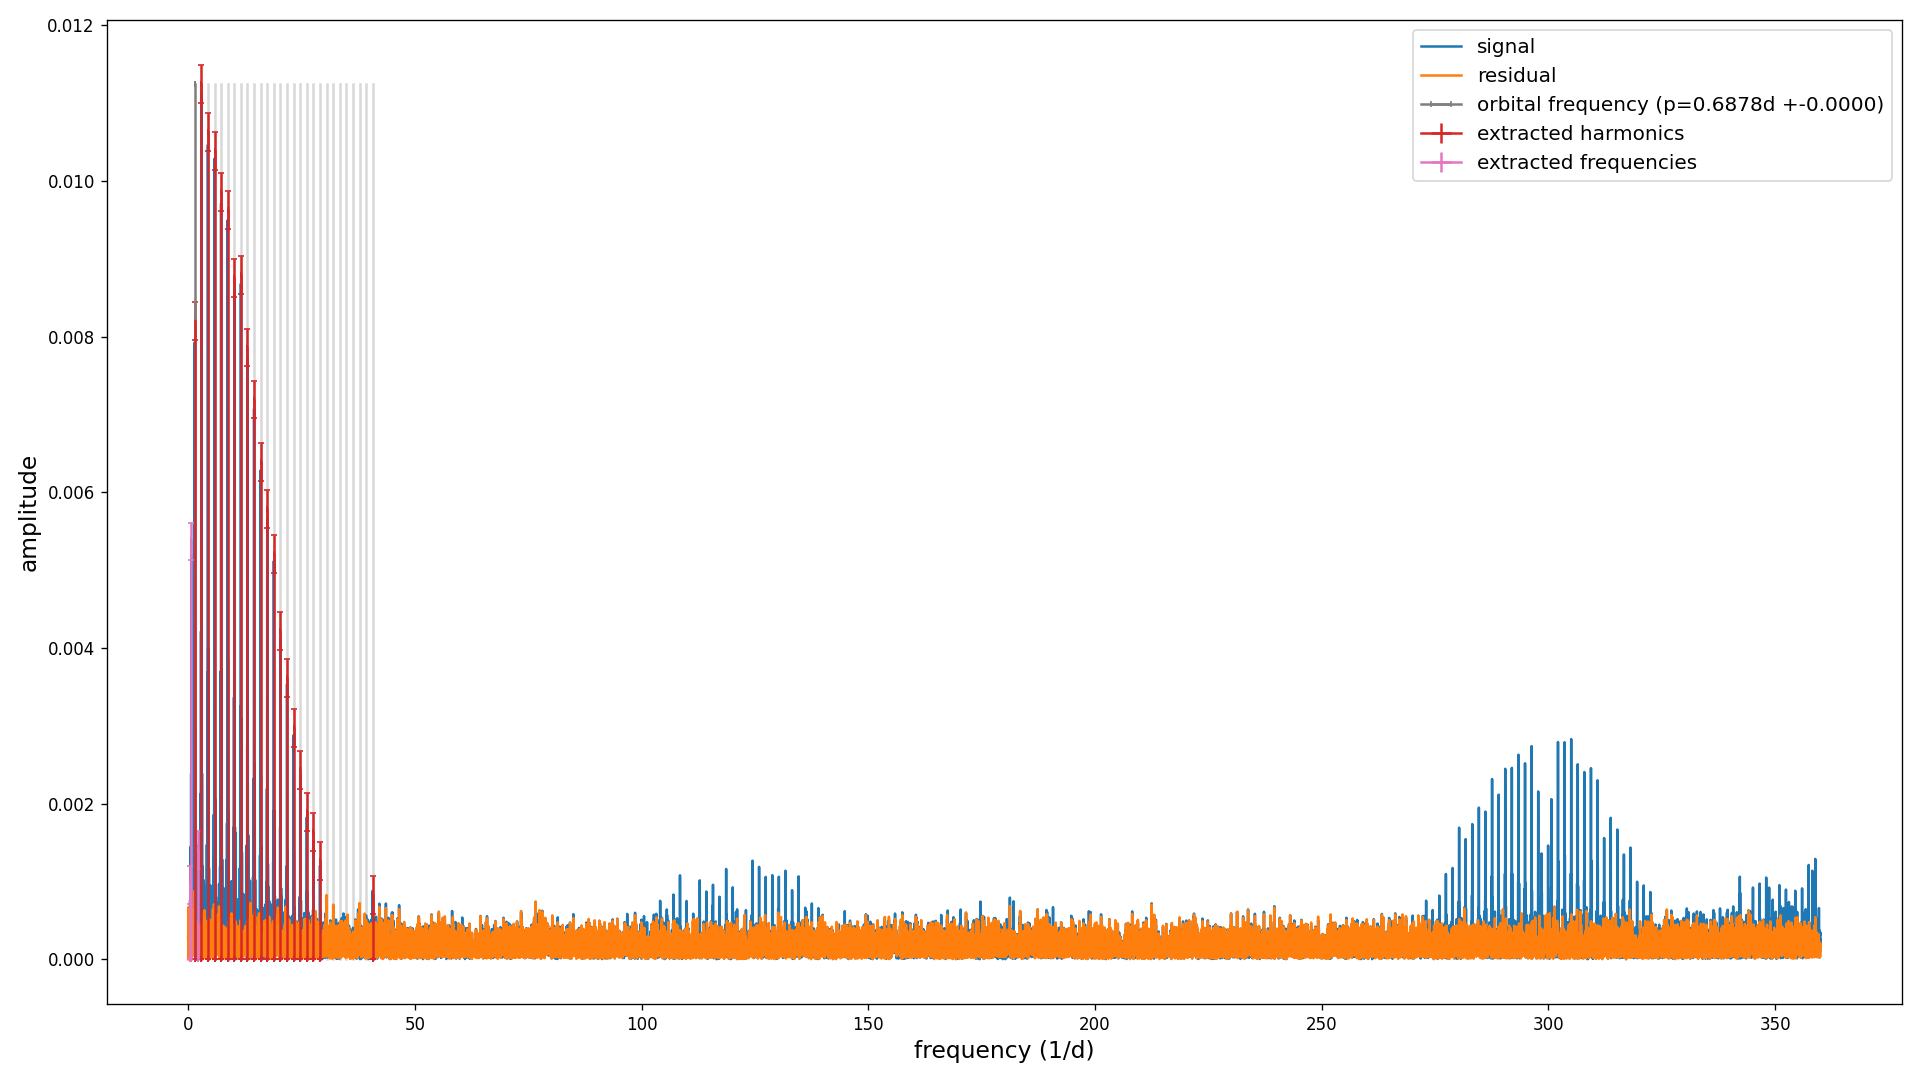 0.012
0.010
0.008
0.006
0.004
0.002
0.000
amplitude
signal
residual
orbital frequency (p=0.6878d +-0.0000)
extracted harmonics
extracted frequencies
0 50 100 150 200 250 300 350
frequency (1/d)